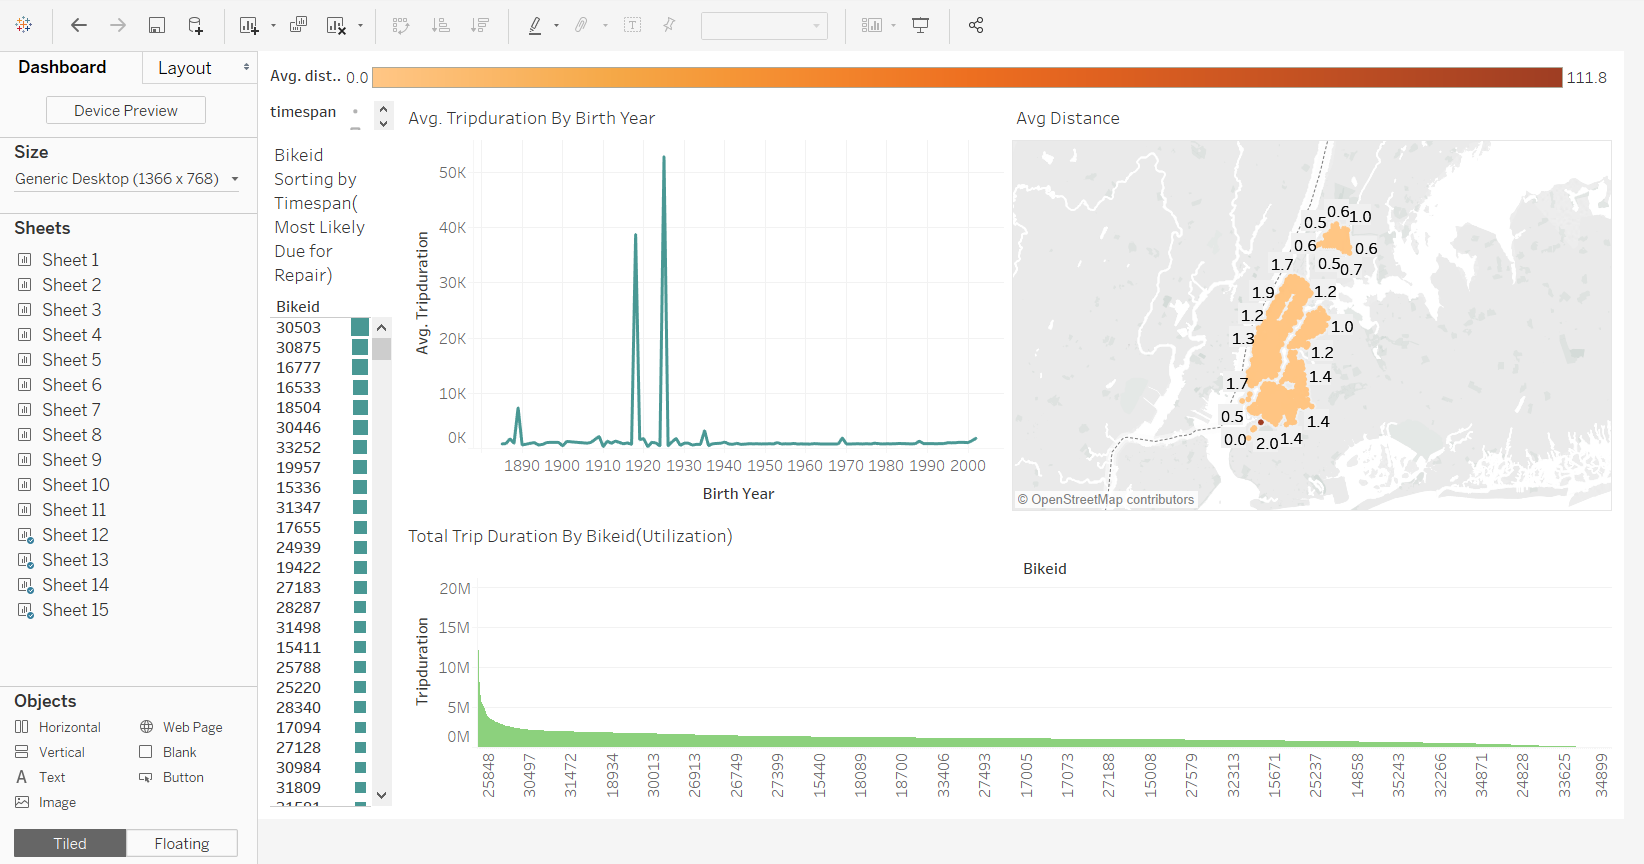 Dashboard
Layout
Device Preview
Size
Generic Desktop (1366 x 768)
Sheets
Sheet 1
Sheet 2
Sheet 3
Sheet 4
Sheet 5
Sheet 6
Sheet 7
Sheet 8
Sheet 9
Sheet 10
Sheet 11
Sheet 12
Sheet 13
Sheet 14
Sheet 15
Objects
Horizontal
Web Page
Vertical
Blank
A Text
Button
Image
Tiled
Floating
Avg. dist.. 0.0
111.8
timespan
Bikeid
Sorting by
Timespan(
Most Likely
Due for
Repair)
Bikeid
30503
30875
16777
16533
18504
30446
33252
19957
15336
31347
17655
24939
19422
27183
28287
31498
15411
25788
25220
28340
17094
27128
30984
31809
Avg. Tripduration By Birth Year
Avg. Tripduration
50K
40K
30K
20K
10K
0K
1890 1900 1910 1920 1930 1940 1950 1960 1970 1980 1990 2000
Birth Year
Avg Distance
0.6
1.0
0.5
0.6
0.6
0.5
0.7
1.7
1.9
1.2
1.2
1.0
1.3
1.2
1.4
1.7
0.5
1.4
0.0
2.0
1.4
© OpenStreetMap contributors
Total Trip Duration By Bikeid(Utilization)
Bikeid
Tripduration
20M
15M
10M
5M
0M
25848
30497
31472
18934
30013
26913
26749
27399
15440
18089
18700
33406
27493
17005
17073
27188
15008
27579
32313
15671
25237
14858
35243
32266
34871
24828
33625
34899